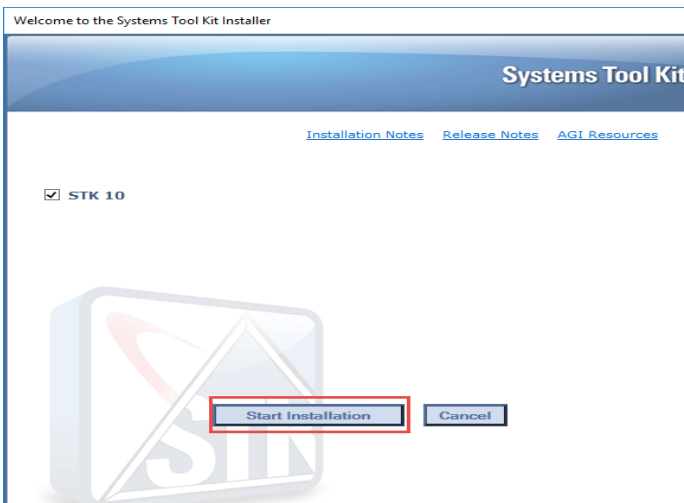 Welcome to the Systems Tool Kit Installer
Systems Tool Kit
Installation Notes Release Notes AGI Resources
STK 10
Start Installation Cancel
STK